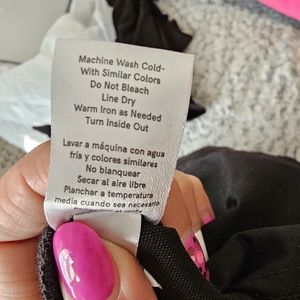 Machine Wash Cold-
With Similar Colors
Do Not Bleach
Line Dry
Warm Iron as Needed
Turn Inside Out
Lavar a máquina con agua
fría y colores similares
No blanquear
Secar al aire libre
Planchar a temperatura
media cuando sea necesario